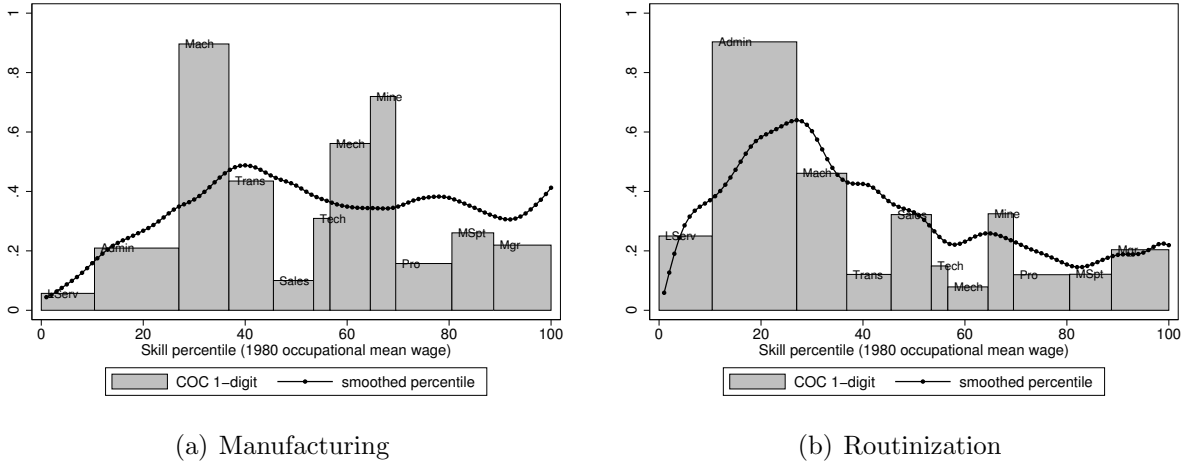 1
.8
.6
.4
.2
0
LServ
Admin
Mach
Trans
Sales
Tech
Mech
Mine
Pro
MSpt
Mgr
0 20 40 60 80 100
Skill percentile (1980 occupational mean wage)
COC 1−digit smoothed percentile
(a) Manufacturing
1
.8
.6
.4
.2
0
LServ
Admin
Mach
Trans
Sales
Tech
Mech
Mine
Pro
MSpt
Mgr
0 20 40 60 80 100
Skill percentile (1980 occupational mean wage)
COC 1−digit smoothed percentile
(b) Routinization